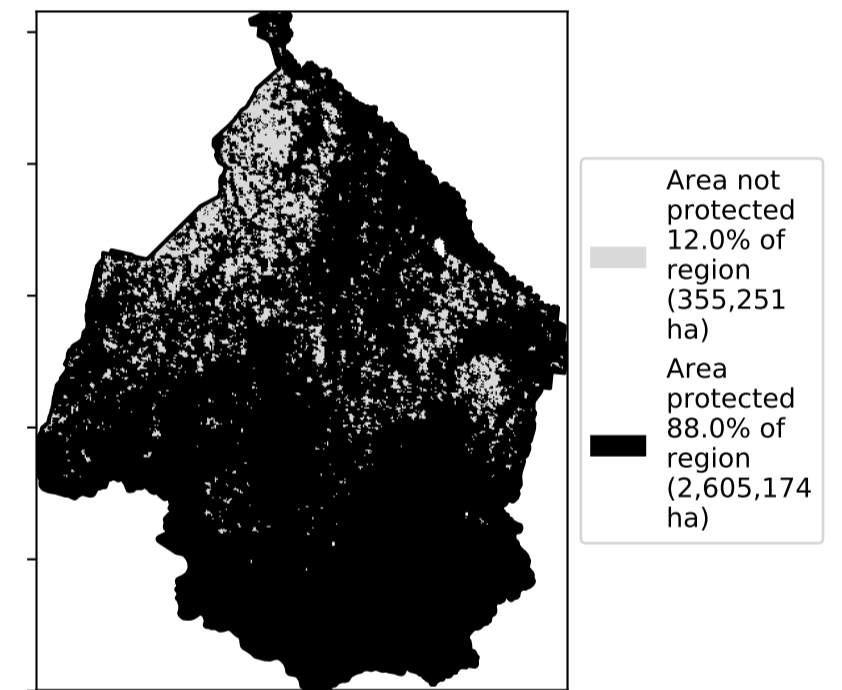 Area not
protected
12.0% of
region
(355,251
ha)
Area
protected
88.0% of
region
(2,605,174
ha)